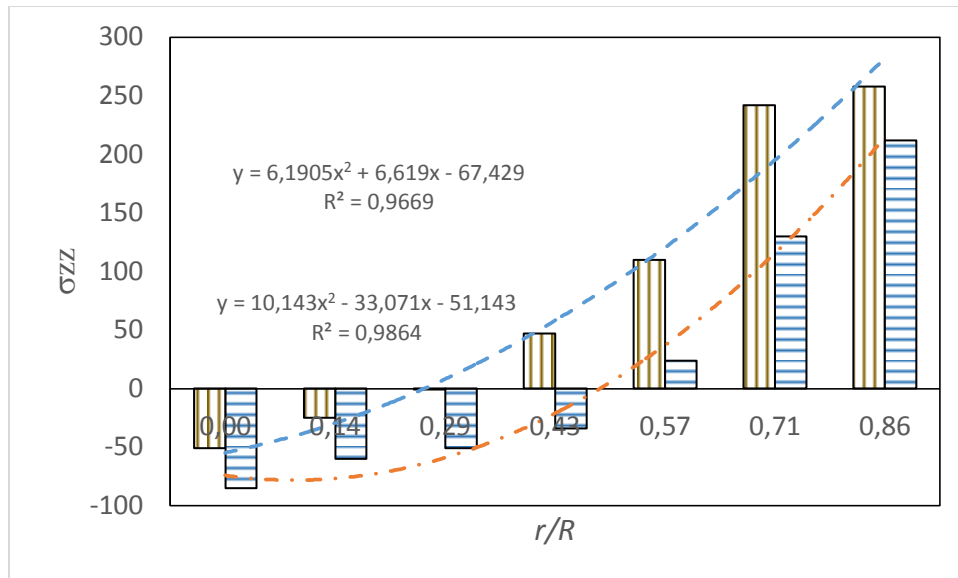 300
250
200
150
100
50
0
-50
-100
σzz
y = 6,1905x² + 6,619x - 67,429
R² = 0,9669
y = 10,143x² - 33,071x - 51,143
R² = 0,9864
0,00 0,14 0,29 0,43 0,57 0,71 0,86
r/R